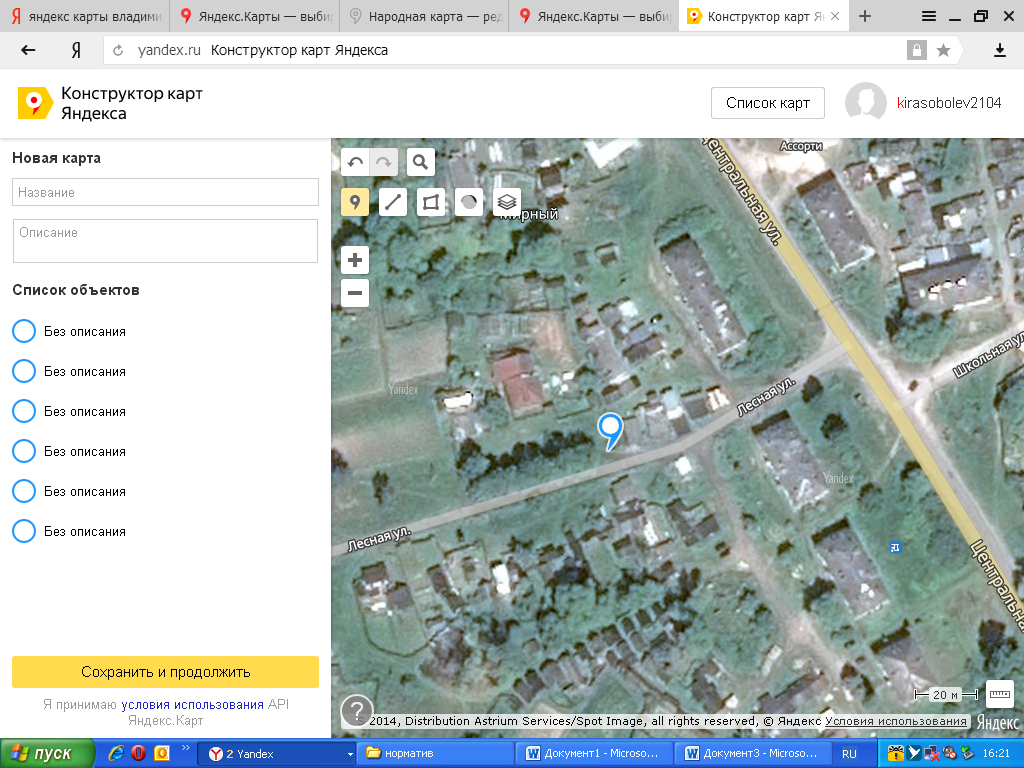 яндекс карты владими
Яндекс.Карты — выби
Народная карта — ред
Яндекс.Карты — выби
Конструктор карт Я
yandex.ru Конструктор карт Яндекса
Конструктор карт
Яндекса
Список карт
kirasobolev2104
Новая карта
Название
Описание
Список объектов
Без описания
Без описания
Без описания
Без описания
Без описания
Без описания
Сохранить и продолжить
Я принимаю условия использования API
Яндекс.Карт
Ассорти
Центральная ул.
Мирный
Школьная ул
Лесная ул.
Yandex
Yandex
Лесная ул.
Центральна
20 м
?
© 2014, Distribution Astrium Services/Spot Image, all rights reserved, © Яндекс Условия использования
Яндекс
пуск
2 Yandex
норматив
Документ1 - Microso...
Документ3 - Microso...
RU
16:21